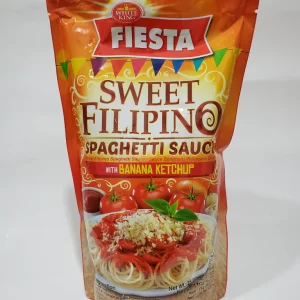 WHITE KING
FIESTA
SWEET
FILIPINO
SPAGHETTI SAUCE
WITH BANANA KETCHUP